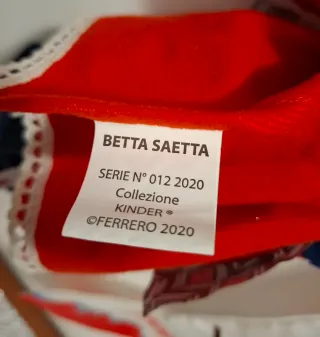 BETTA SAETTA
SERIE N° 012 2020
Collezione
KINDER®
©FERRERO 2020